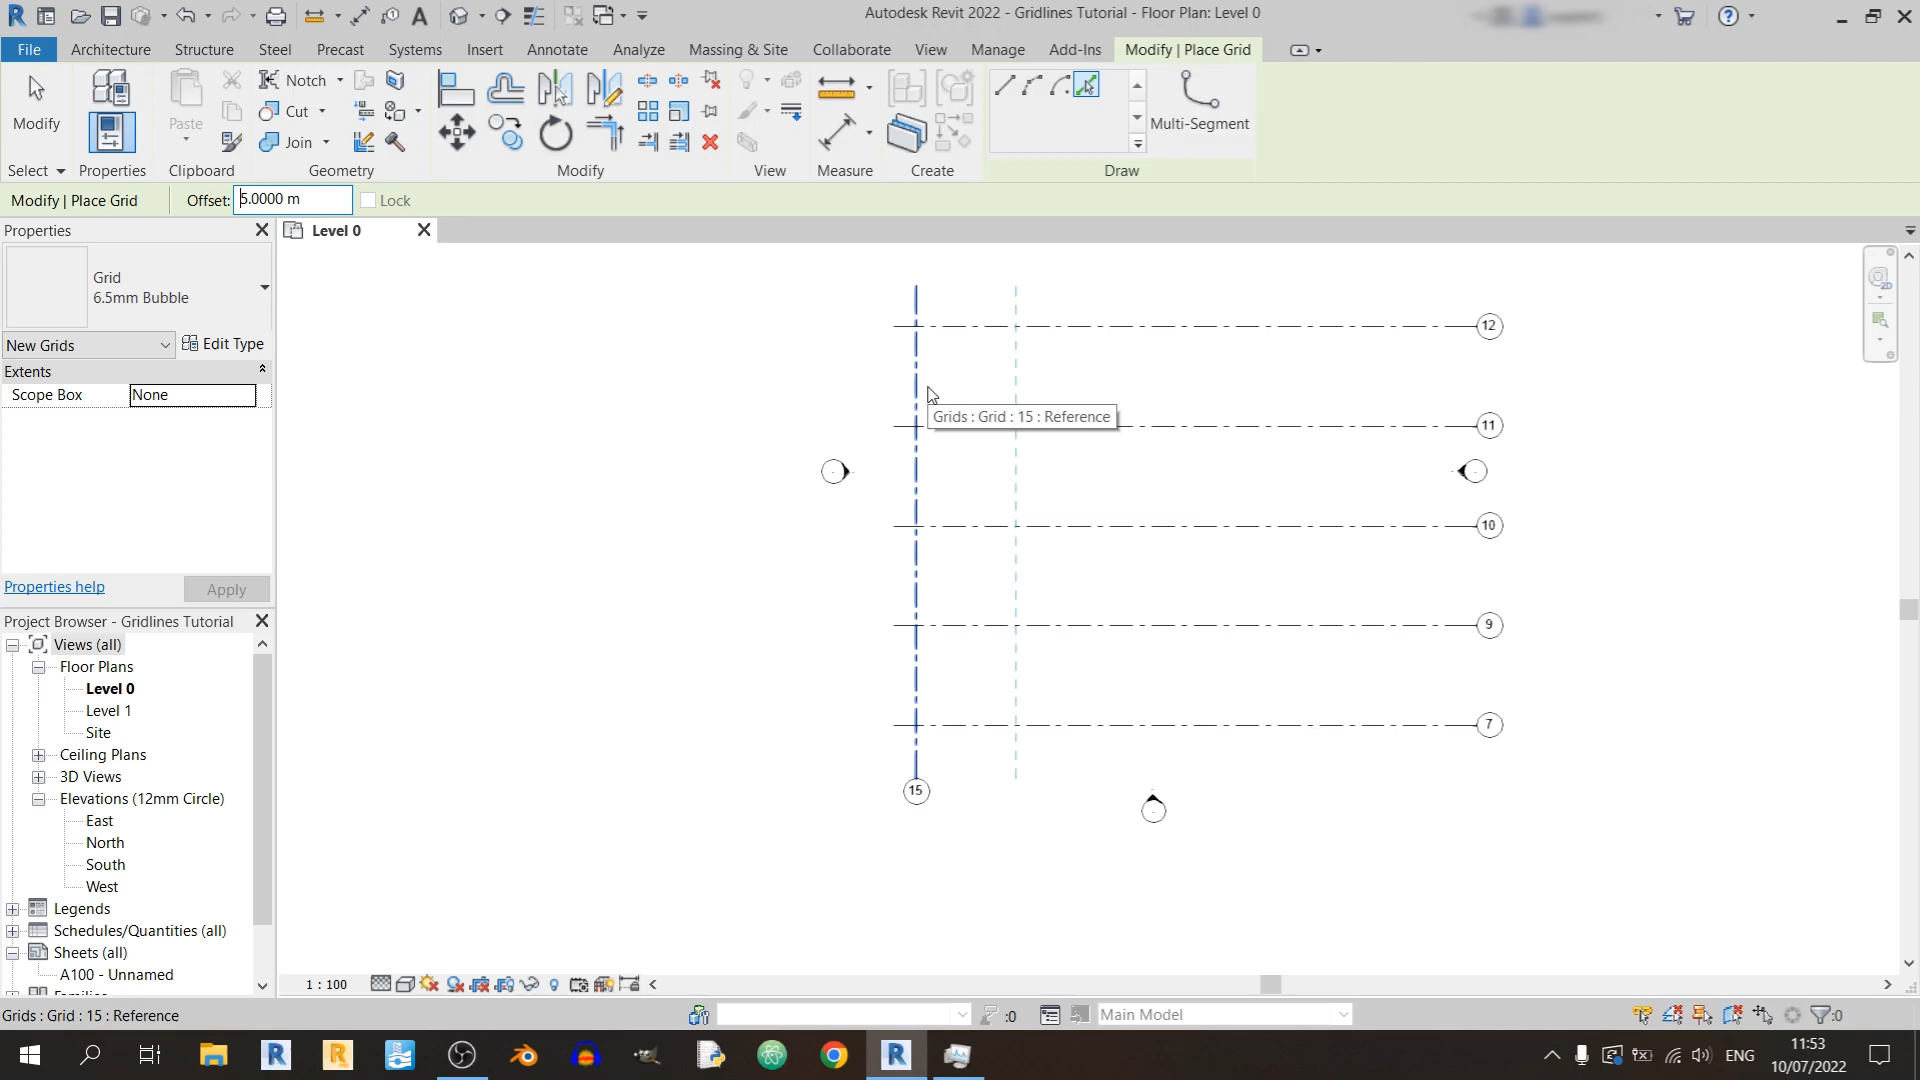 Autodesk Revit 2022 - Gridlines Tutorial - Floor Plan: Level 0
File Architecture Structure Steel Precast Systems Insert Annotate Analyze Massing & Site Collaborate View Manage Add-Ins Modify | Place Grid
Modify
Paste
Notch
Cut
Join
Multi-Segment
Select Properties Clipboard Geometry Modify View Measure Create Draw
Modify | Place Grid Offset: 5.0000 m Lock
Properties
Grid
6.5mm Bubble
New Grids Edit Type
Extents
Scope Box None
Properties help Apply
Project Browser - Gridlines Tutorial
Views (all)
Floor Plans
Level 0
Level 1
Site
Ceiling Plans
3D Views
Elevations (12mm Circle)
East
North
South
West
Legends
Schedules/Quantities (all)
Sheets (all)
A100 - Unnamed
Level 0
12
Grids : Grid : 15 : Reference
11
10
9
7
15
1 : 100
Grids : Grid : 15 : Reference
:0
Main Model
:0
ENG
11:53
10/07/2022